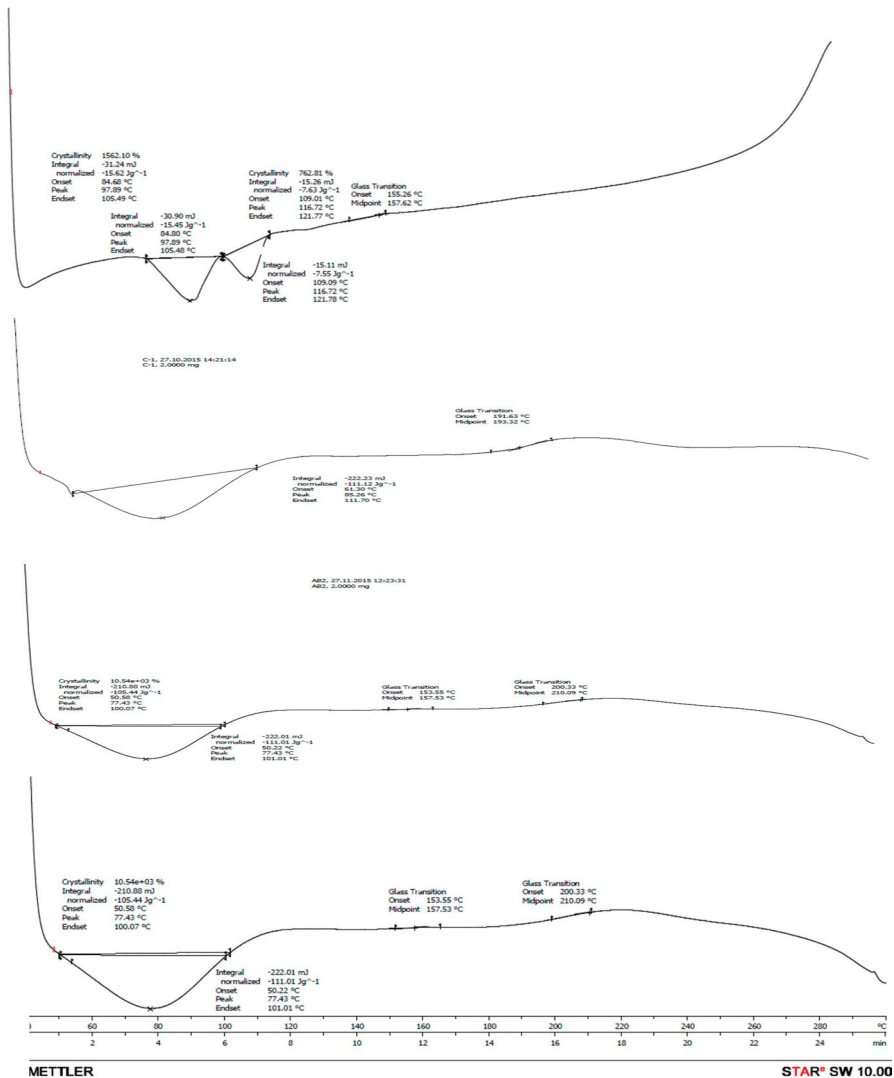 Crystallinity 1562.10 %
Integral -31.24 mJ
normalized -15.62 Jg^-1
Onset 84.68 °C
Peak 97.89 °C
Endset 105.49 °C
Integral -30.90 mJ
normalized -15.45 Jg^-1
Onset 84.80 °C
Peak 97.89 °C
Endset 105.48 °C
Crystallinity 762.81 %
Integral -15.26 mJ
normalized -7.63 Jg^-1
Onset 109.01 °C
Peak 116.72 °C
Endset 121.77 °C
Glass Transition
Onset 155.26 °C
Midpoint 157.62 °C
Integral -15.11 mJ
normalized -7.55 Jg^-1
Onset 109.09 °C
Peak 116.72 °C
Endset 121.78 °C
C-1, 27.10.2015 14:21:14
C-1, 2.0000 mg
Glass Transition
Onset 191.63 °C
Midpoint 193.32 °C
Integral -222.23 mJ
normalized -111.12 Jg^-1
Onset 61.30 °C
Peak 85.26 °C
Endset 111.70 °C
AB2, 27.11.2015 12:23:31
AB2, 2.0000 mg
Crystallinity 10.54e+03 %
Integral -210.88 mJ
normalized -105.44 Jg^-1
Onset 50.58 °C
Peak 77.43 °C
Endset 100.07 °C
Glass Transition
Onset 153.55 °C
Midpoint 157.53 °C
Glass Transition
Onset 200.33 °C
Midpoint 210.09 °C
Integral -222.01 mJ
normalized -111.01 Jg^-1
Onset 50.22 °C
Peak 77.43 °C
Endset 101.01 °C
Crystallinity 10.54e+03 %
Integral -210.88 mJ
normalized -105.44 Jg^-1
Onset 50.58 °C
Peak 77.43 °C
Endset 100.07 °C
Glass Transition
Onset 153.55 °C
Midpoint 157.53 °C
Glass Transition
Onset 200.33 °C
Midpoint 210.09 °C
Integral -222.01 mJ
normalized -111.01 Jg^-1
Onset 50.22 °C
Peak 77.43 °C
Endset 101.01 °C
60 80 100 120 140 160 180 200 220 240 260 280 °C
2 4 6 8 10 12 14 16 18 20 22 24 min
METTLER STAR® SW 10.00